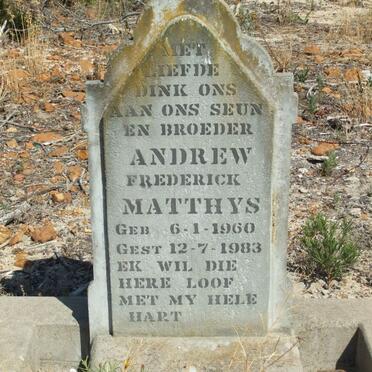 MET
LIEFDE
DINK ONS
AAN ONS SEUN
EN BROEDER
ANDREW
FREDERICK
MATTHYS
GEB 6-1-1960
GEST 12-7-1983
EK WIL DIE
HERE LOOF
MET MY HELE
HART